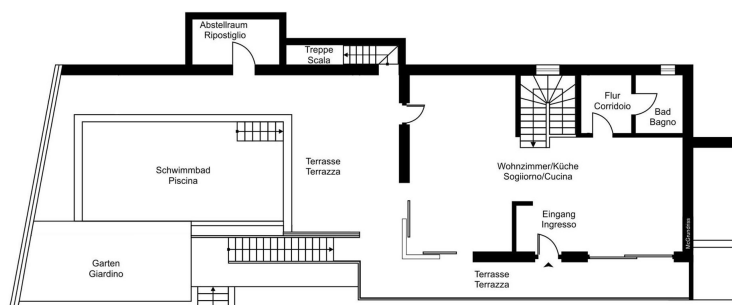 Abstellraum
Ripostiglio
Treppe
Scala
Flur
Corridoio
Bad
Bagno
Schwimmbad
Piscina
Terrasse
Terrazza
Wohnzimmer/Küche
Sogiiorno/Cucina
Eingang
Ingresso
Garten
Giardino
Terrasse
Terrazza